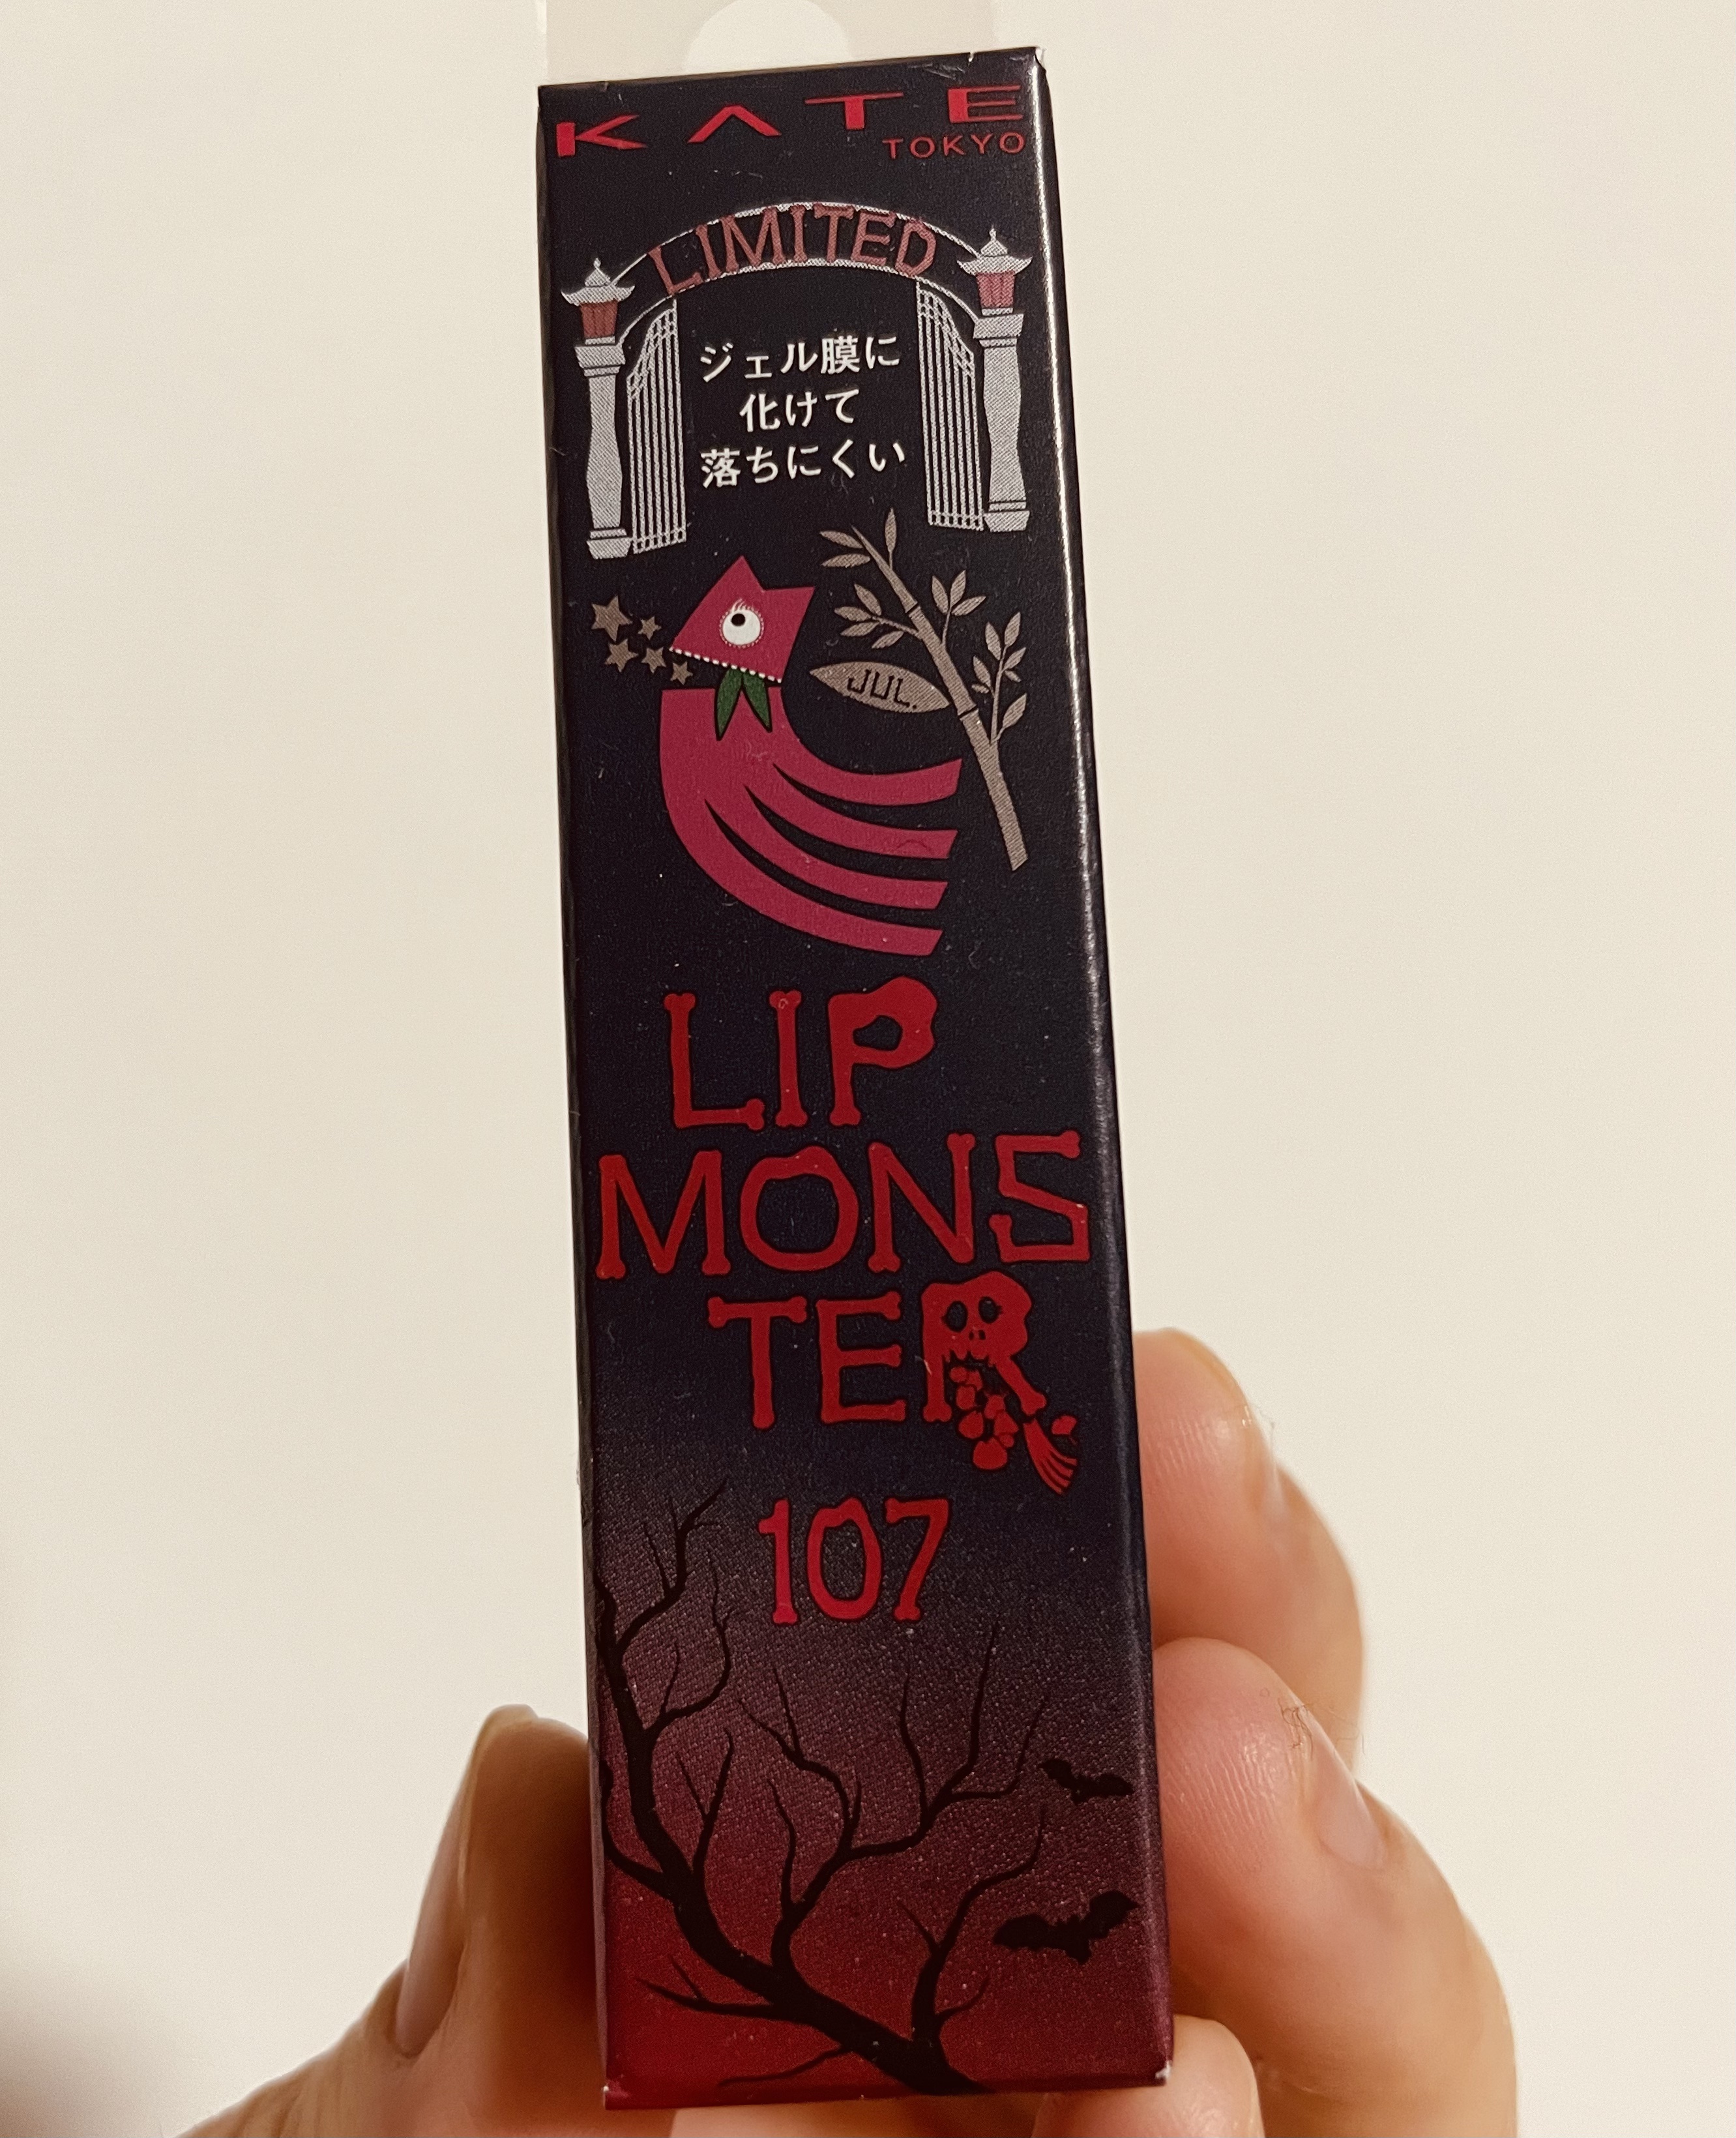 KATE
TOKYO
LIMITED
ジェル膜に
化けて
落ちにくい
JUL.
LIP
MONS
TER
107